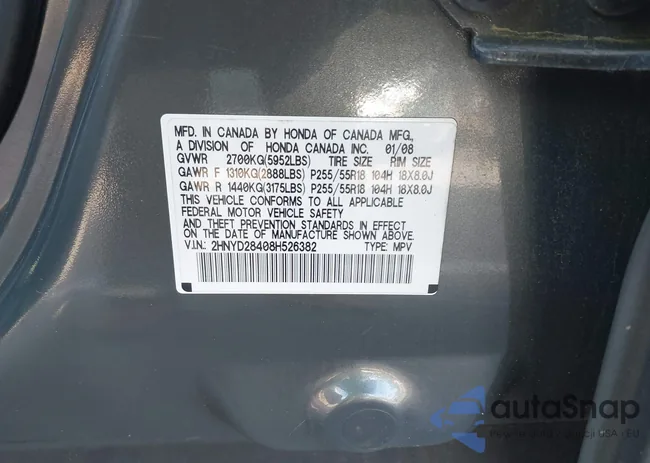 MFD. IN CANADA BY HONDA OF CANADA MFG.,
A DIVISION OF HONDA CANADA INC. 01/08
GVWR 2700KG(5952LBS) TIRE SIZE RIM SIZE
GAWR F 1310KG(2888LBS) P255/55R18 104H 18X8.0J
GAWR R 1440KG(3175LBS) P255/55R18 104H 18X8.0J
THIS VEHICLE CONFORMS TO ALL APPLICABLE
FEDERAL MOTOR VEHICLE SAFETY
AND THEFT PREVENTION STANDARDS IN EFFECT
ON THE DATE OF MANUFACTURE SHOWN ABOVE.
V.I.N.: 2HNYD28408H526382 TYPE: MPV
autaSnap
USA - EU